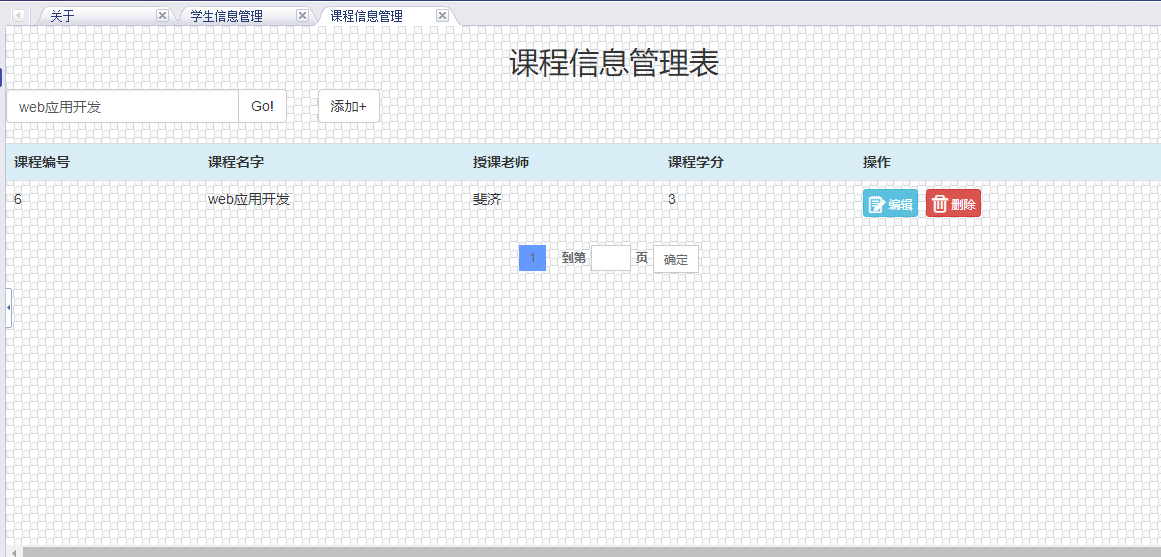 关于 学生信息管理 课程信息管理
课程信息管理表
web应用开发 Go! 添加+
课程编号 课程名字 授课老师 课程学分 操作
6 web应用开发 斐济 3 编辑 删除
1 到第 页 确定